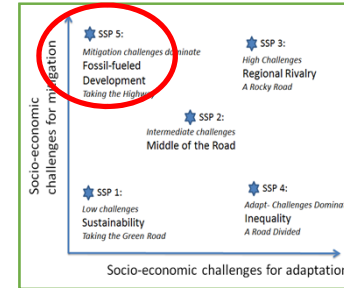 Socio-economic
challenges for mitigation
SSP 5:
Mitigation challenges dominate
Fossil-fueled
Development
Taking the Highway
SSP 3:
High Challenges
Regional Rivalry
A Rocky Road
SSP 2:
Intermediate challenges
Middle of the Road
SSP 1:
Low challenges
Sustainability
Taking the Green Road
SSP 4:
Adapt- Challenges Domina
Inequality
A Road Divided
Socio-economic challenges for adaptation